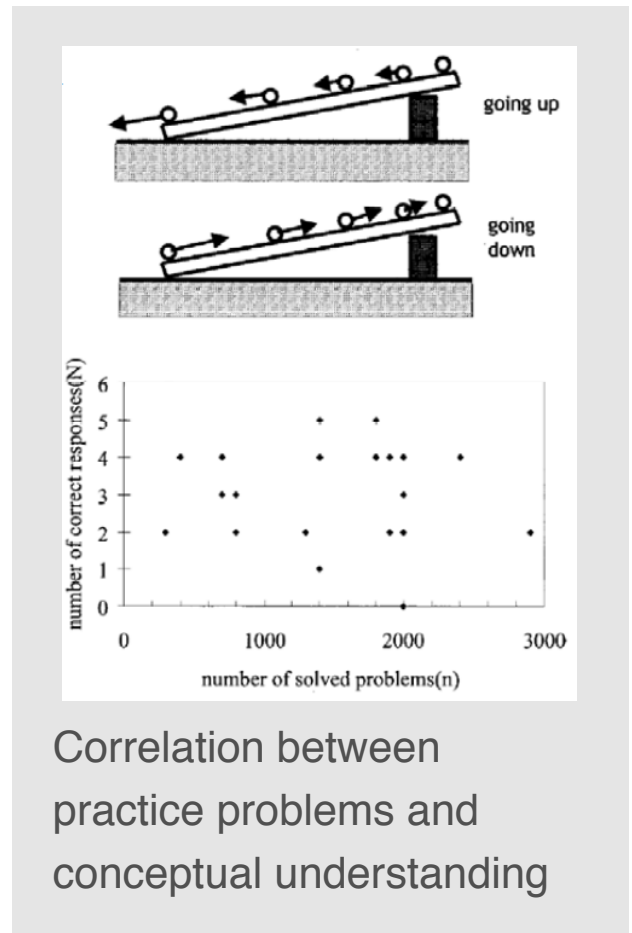 going up
going
down
number of correct responses(N)
6
5
4
3
2
1
0
0 1000 2000 3000
number of solved problems(n)
Correlation between
practice problems and
conceptual understanding